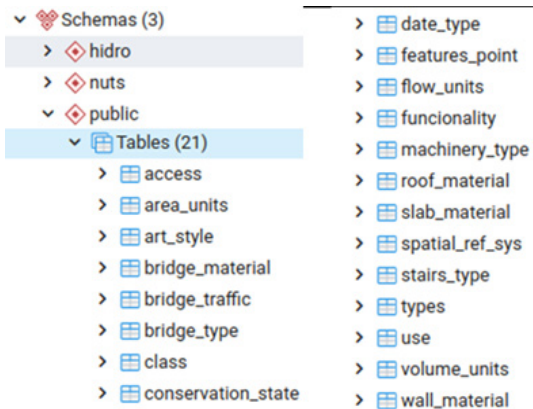 Schemas (3)
hidro
nuts
public
Tables (21)
access
area_units
art_style
bridge_material
bridge_traffic
bridge_type
class
conservation_state
date_type
features_point
flow_units
funcionality
machinery_type
roof_material
slab_material
spatial_ref_sys
stairs_type
types
use
volume_units
wall_material